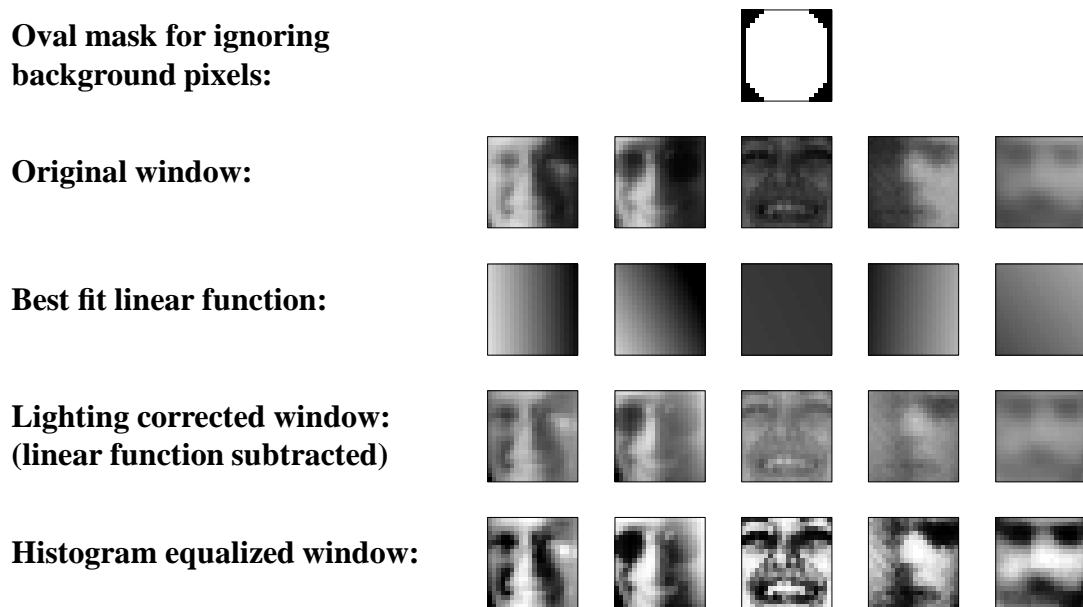 Oval mask for ignoring
background pixels:
Original window:
Best fit linear function:
Lighting corrected window:
(linear function subtracted)
Histogram equalized window: